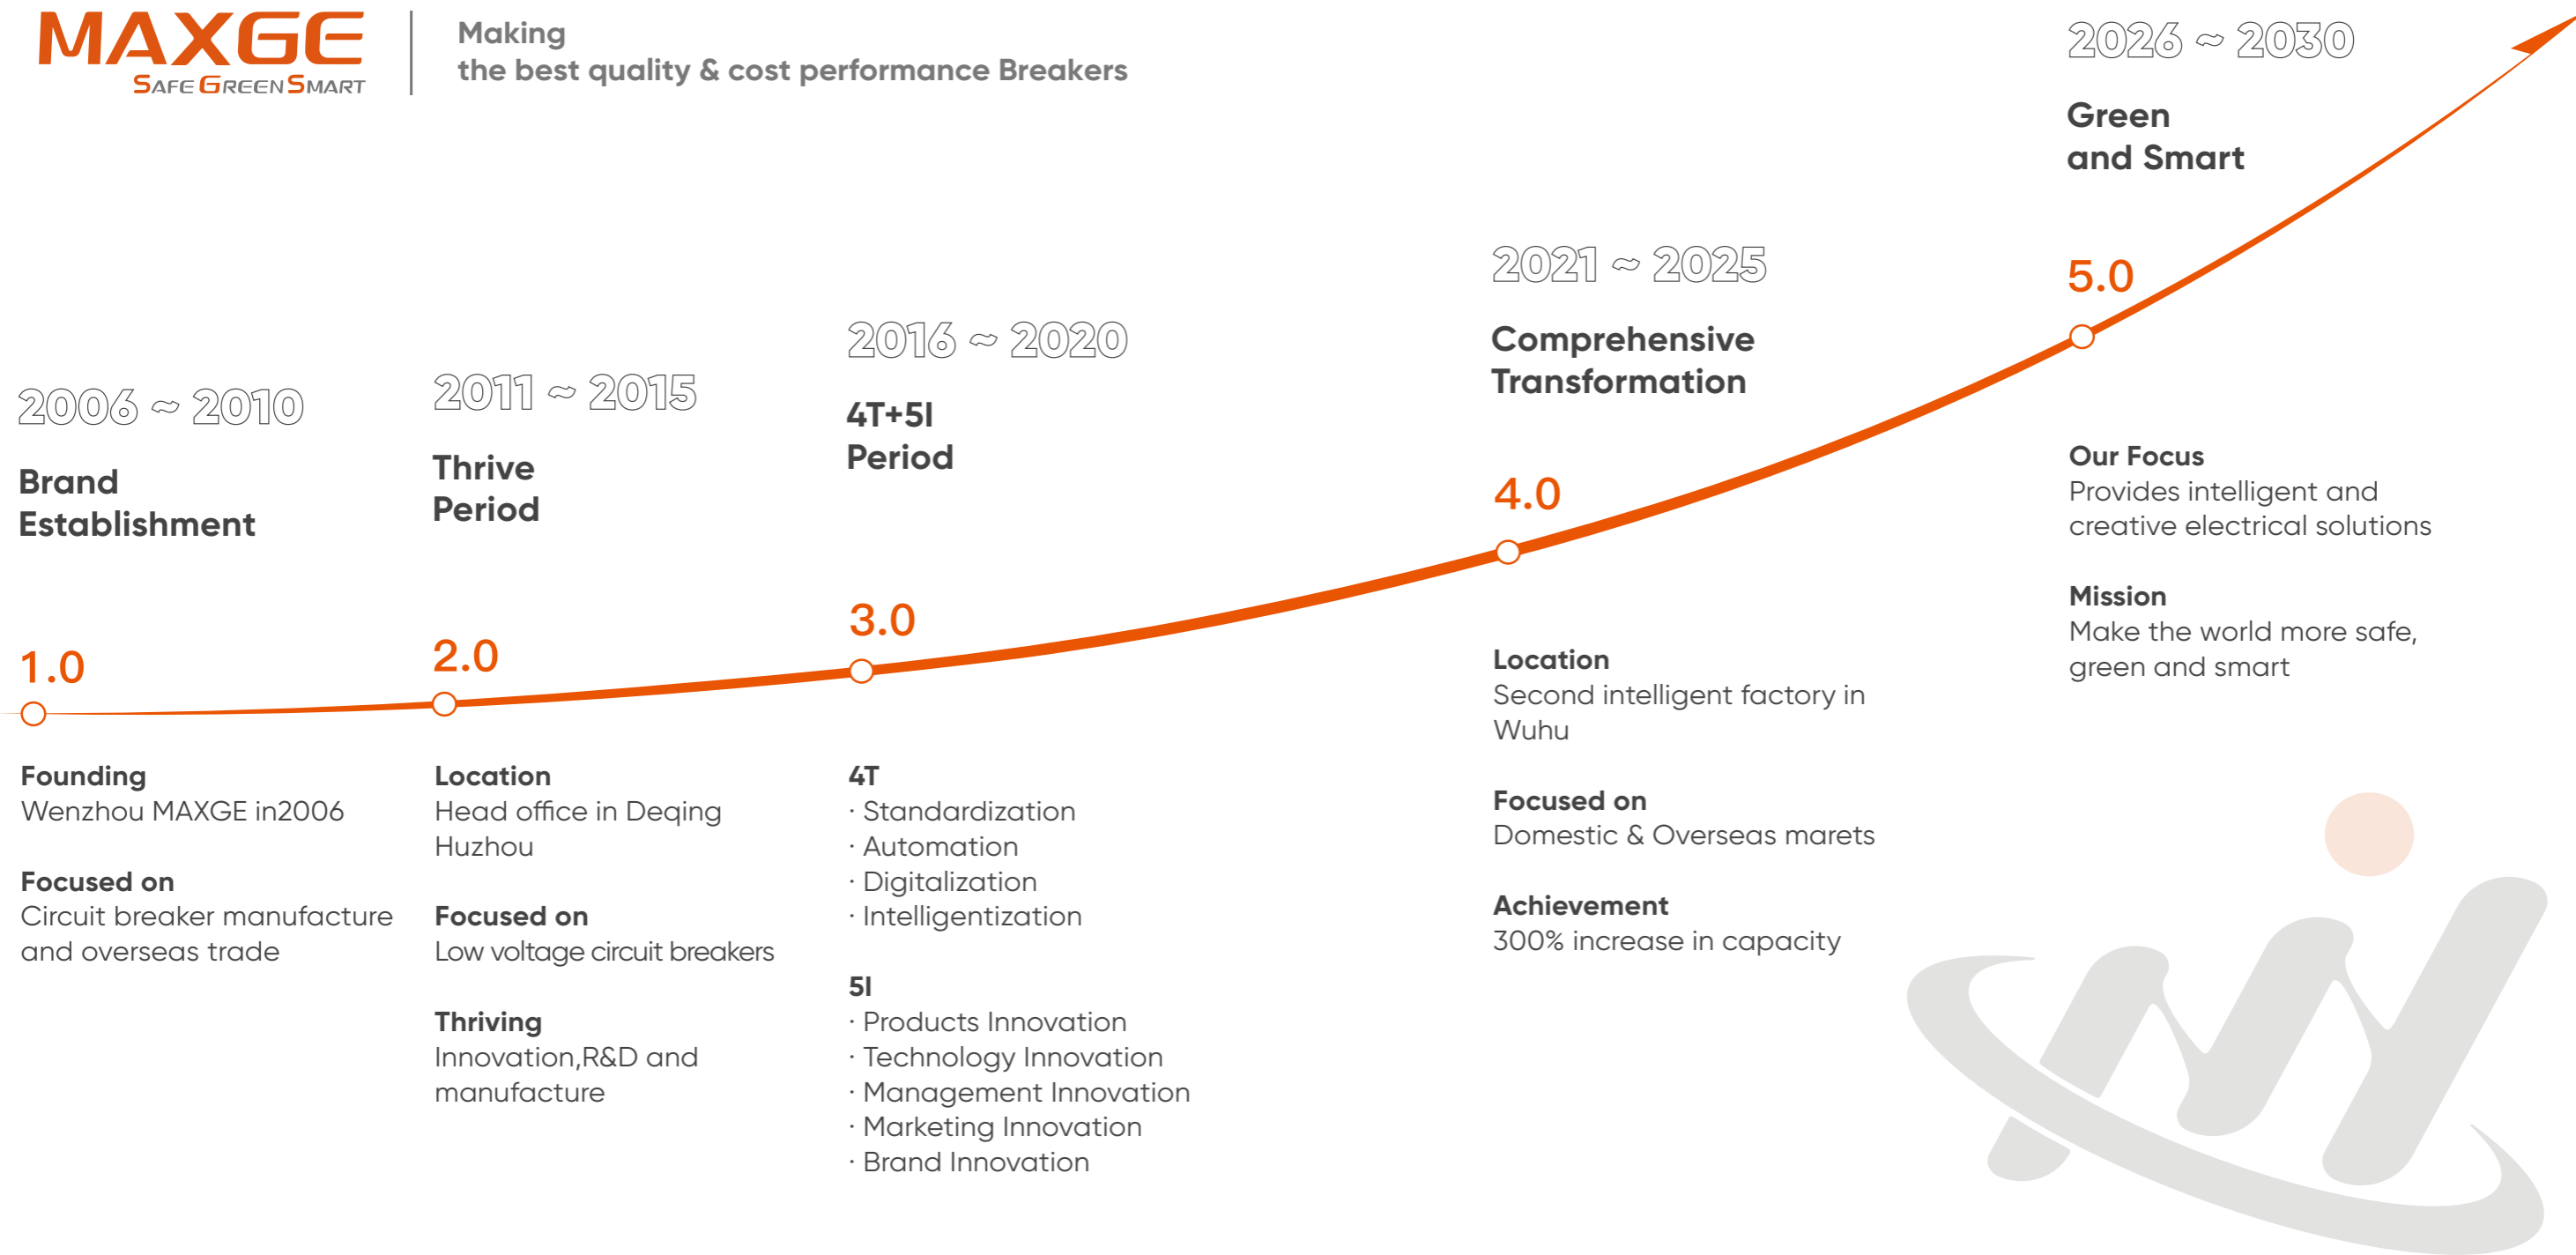 MAXGE
SAFE GREEN SMART
Making
the best quality & cost performance Breakers
2006 ~ 2010
Brand
Establishment
1.0
Founding
Wenzhou MAXGE in2006
Focused on
Circuit breaker manufacture
and overseas trade
2011 ~ 2015
Thrive
Period
2.0
Location
Head office in Deqing
Huzhou
Focused on
Low voltage circuit breakers
Thriving
Innovation,R&D and
manufacture
2016 ~ 2020
4T+5I
Period
3.0
4T
· Standardization
· Automation
· Digitalization
· Intelligentization
5I
· Products Innovation
· Technology Innovation
· Management Innovation
· Marketing Innovation
· Brand Innovation
2021 ~ 2025
Comprehensive
Transformation
4.0
Location
Second intelligent factory in
Wuhu
Focused on
Domestic & Overseas marets
Achievement
300% increase in capacity
2026 ~ 2030
Green
and Smart
5.0
Our Focus
Provides intelligent and
creative electrical solutions
Mission
Make the world more safe,
green and smart